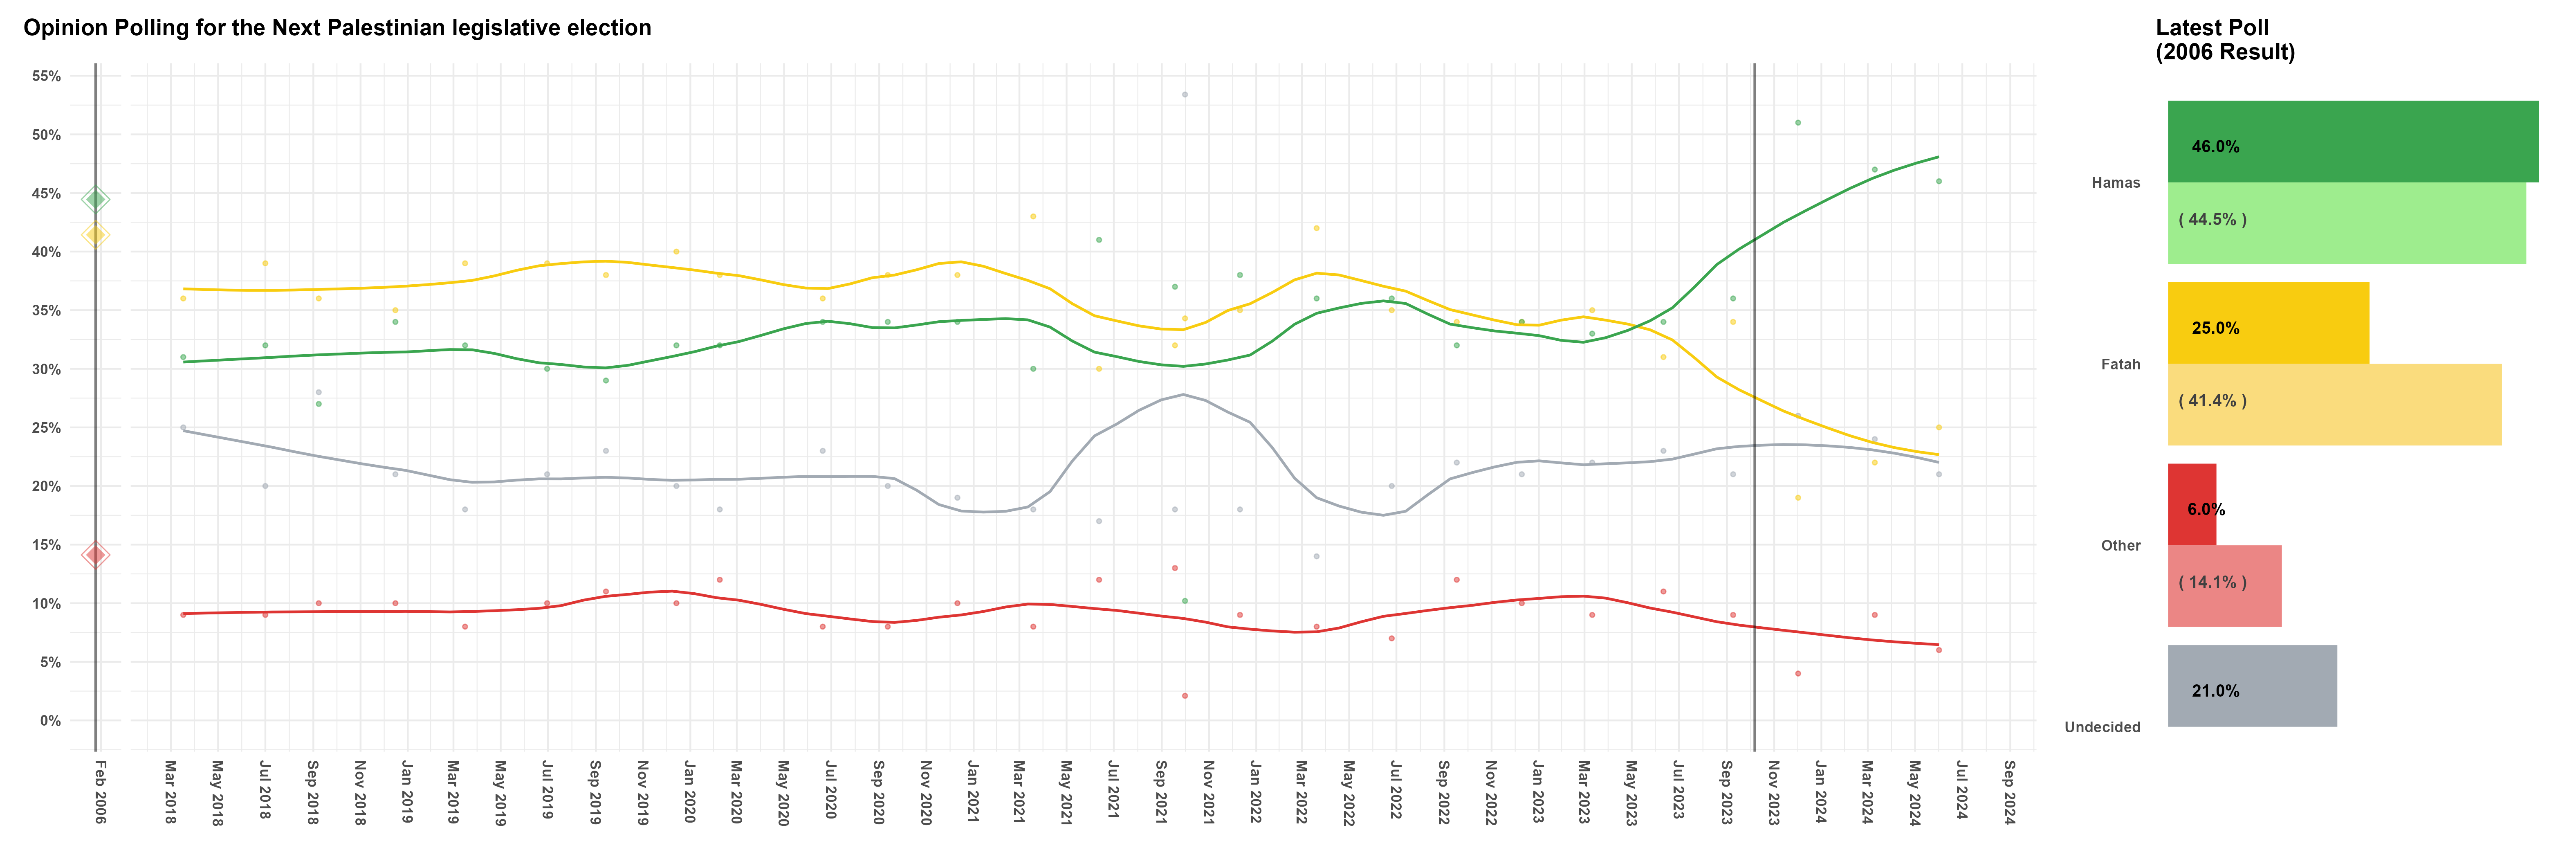 Opinion Polling for the Next Palestinian legislative election
55%
50%
45%
40%
35%
30%
25%
20%
15%
10%
5%
0%
Feb 2006
Mar 2018
May 2018
Jul 2018
Sep 2018
Nov 2018
Jan 2019
Mar 2019
May 2019
Jul 2019
Sep 2019
Nov 2019
Jan 2020
Mar 2020
May 2020
Jul 2020
Sep 2020
Nov 2020
Jan 2021
Mar 2021
May 2021
Jul 2021
Sep 2021
Nov 2021
Jan 2022
Mar 2022
May 2022
Jul 2022
Sep 2022
Nov 2022
Jan 2023
Mar 2023
May 2023
Jul 2023
Sep 2023
Nov 2023
Jan 2024
Mar 2024
May 2024
Jul 2024
Sep 2024
Latest Poll
(2006 Result)
46.0%
Hamas
( 44.5% )
25.0%
Fatah
( 41.4% )
6.0%
Other
( 14.1% )
21.0%
Undecided